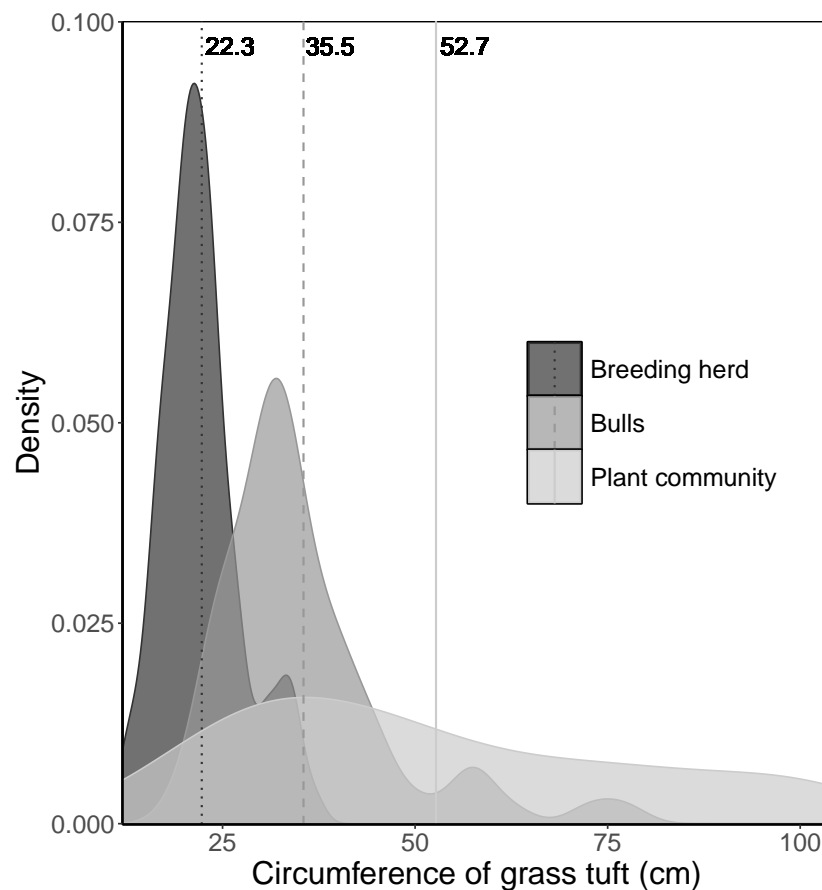 0.100
22.3 35.5 52.7
0.075
Breeding herd
Density
Bulls
0.050
Plant community
0.025
0.000
25 50 75 100
Circumference of grass tuft (cm)